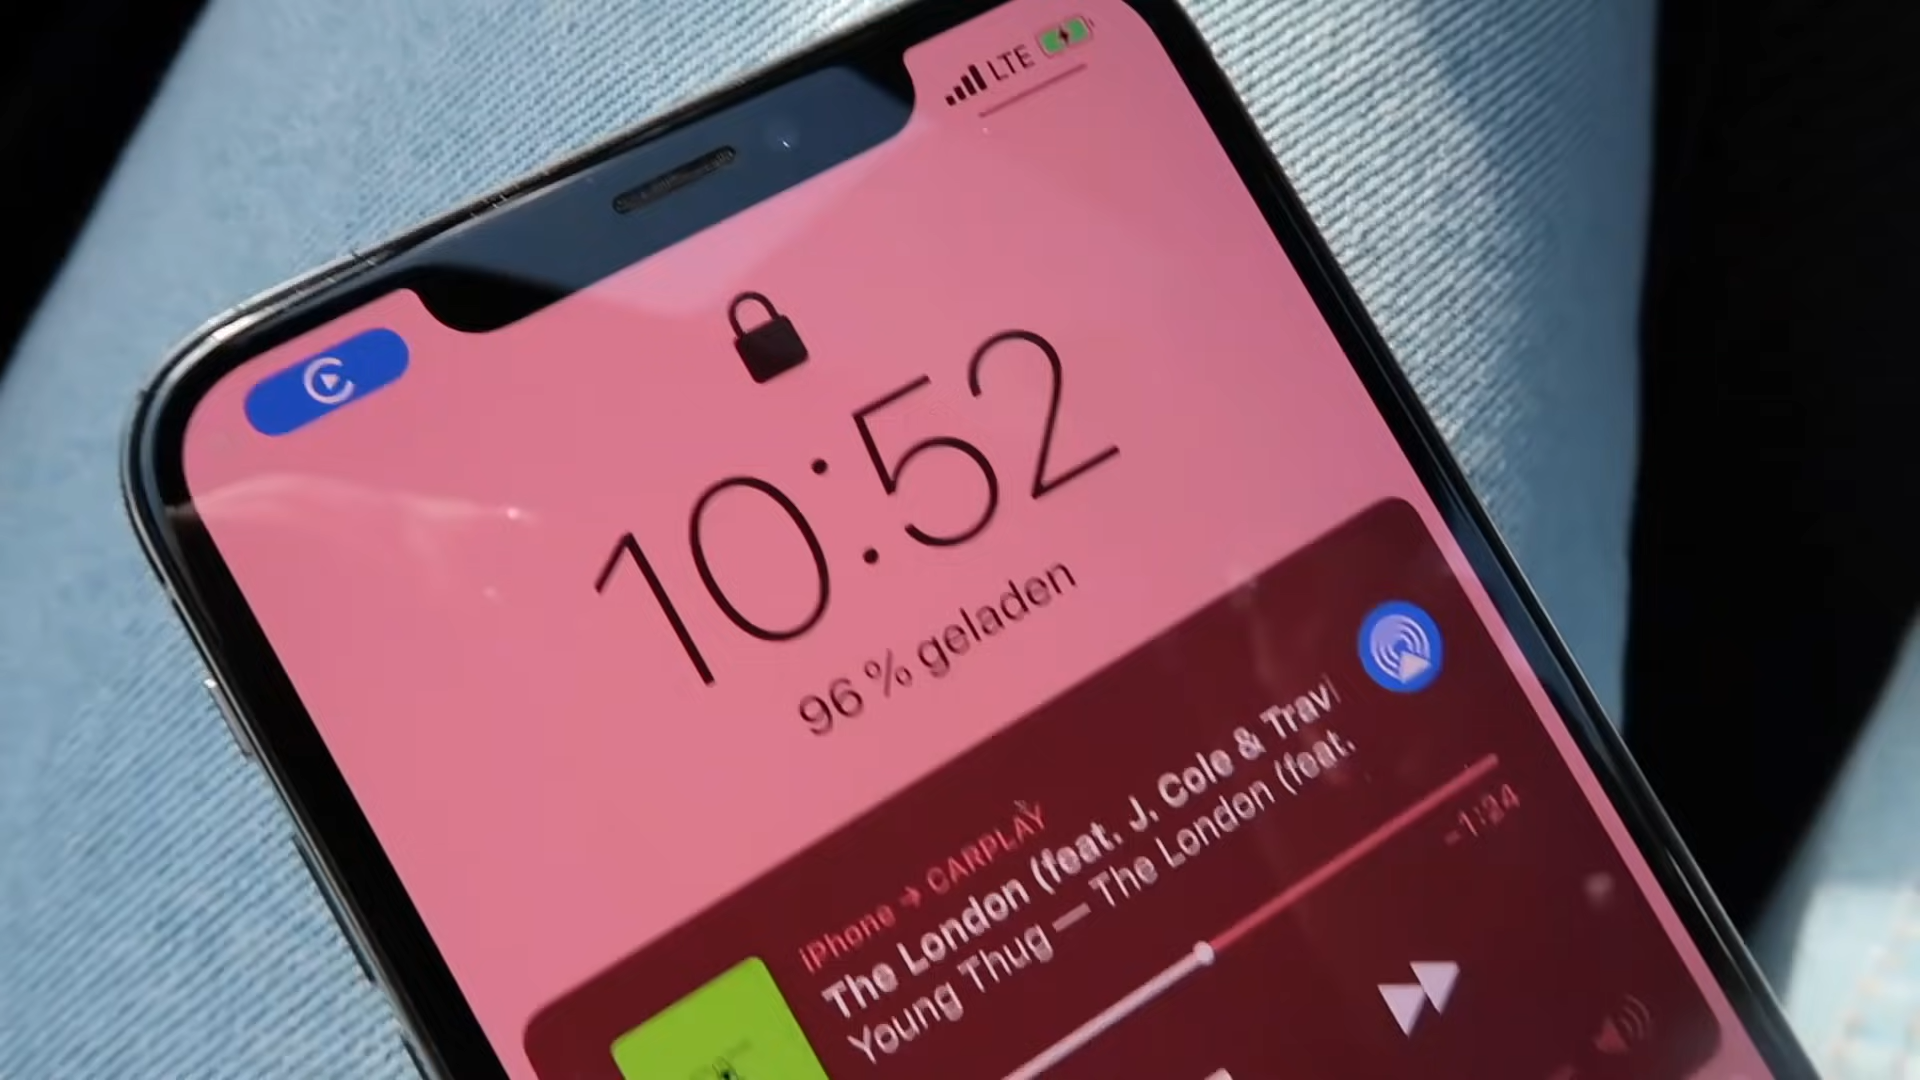 LTE
10:52
96 % geladen
iPhone → CARPLAY
The London (feat. J. Cole & Travi
Young Thug — The London (feat.
-1:24